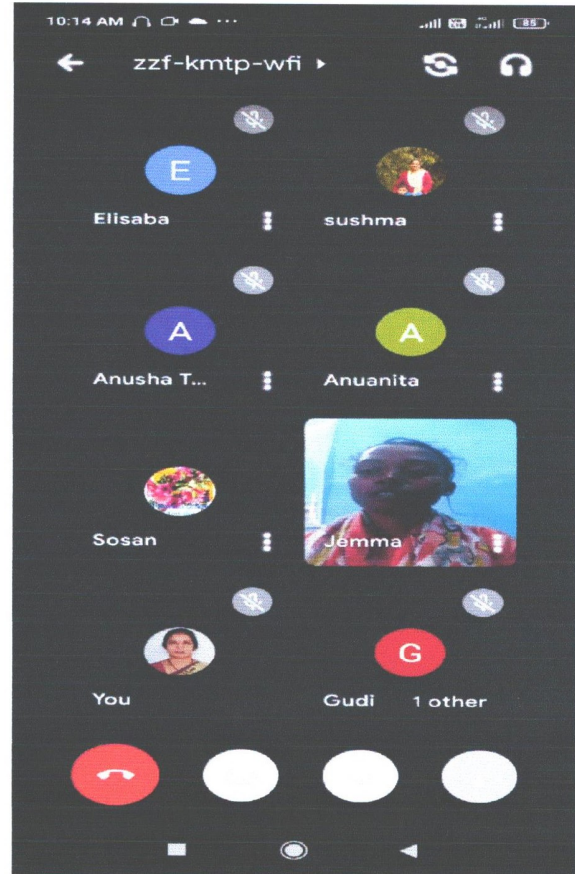 10:14 AM 85
zzf-kmtp-wfi
E
Elisaba sushma
A A
Anusha T... Anuanita
Sosan Jemma
G
You Gudi 1 other